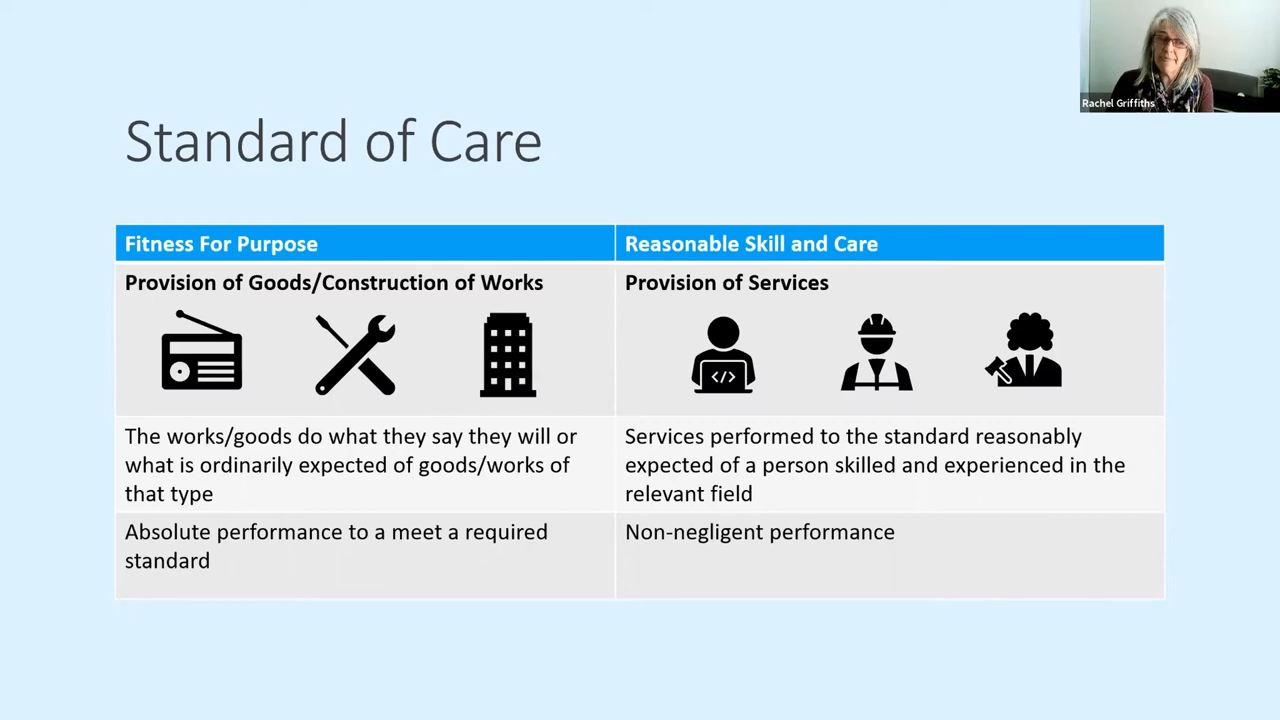 Rachel Griffiths
Standard of Care
Fitness For Purpose
Reasonable Skill and Care
Provision of Goods/Construction of Works
Provision of Services
</>
The works/goods do what they say they will or
what is ordinarily expected of goods/works of
that type
Services performed to the standard reasonably
expected of a person skilled and experienced in the
relevant field
Absolute performance to a meet a required
standard
Non-negligent performance